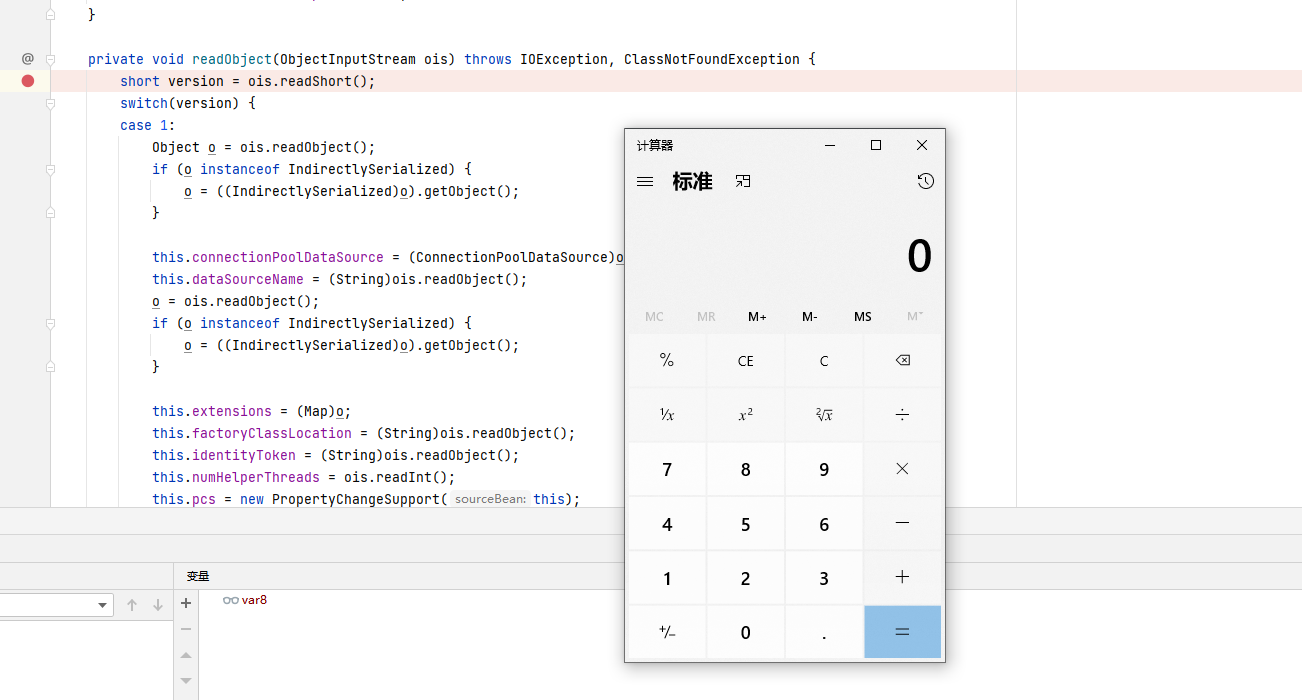 }
@
private void readObject(ObjectInputStream ois) throws IOException, ClassNotFoundException {
short version = ois.readShort();
switch(version) {
case 1:
Object o = ois.readObject();
if (o instanceof IndirectlySerialized) {
o = ((IndirectlySerialized)o).getObject();
}
this.connectionPoolDataSource = (ConnectionPoolDataSource)o
this.dataSourceName = (String)ois.readObject();
o = ois.readObject();
if (o instanceof IndirectlySerialized) {
o = ((IndirectlySerialized)o).getObject();
}
this.extensions = (Map)o;
this.factoryClassLocation = (String)ois.readObject();
this.identityToken = (String)ois.readObject();
this.numHelperThreads = ois.readInt();
this.pcs = new PropertyChangeSupport( sourceBean: this);
变量
var8
计算器
标准
0
MC MR M+ M- MS M˅
% CE C
¹/x x² ²√x ÷
7 8 9 ×
4 5 6 −
1 2 3 +
+/− 0 . =